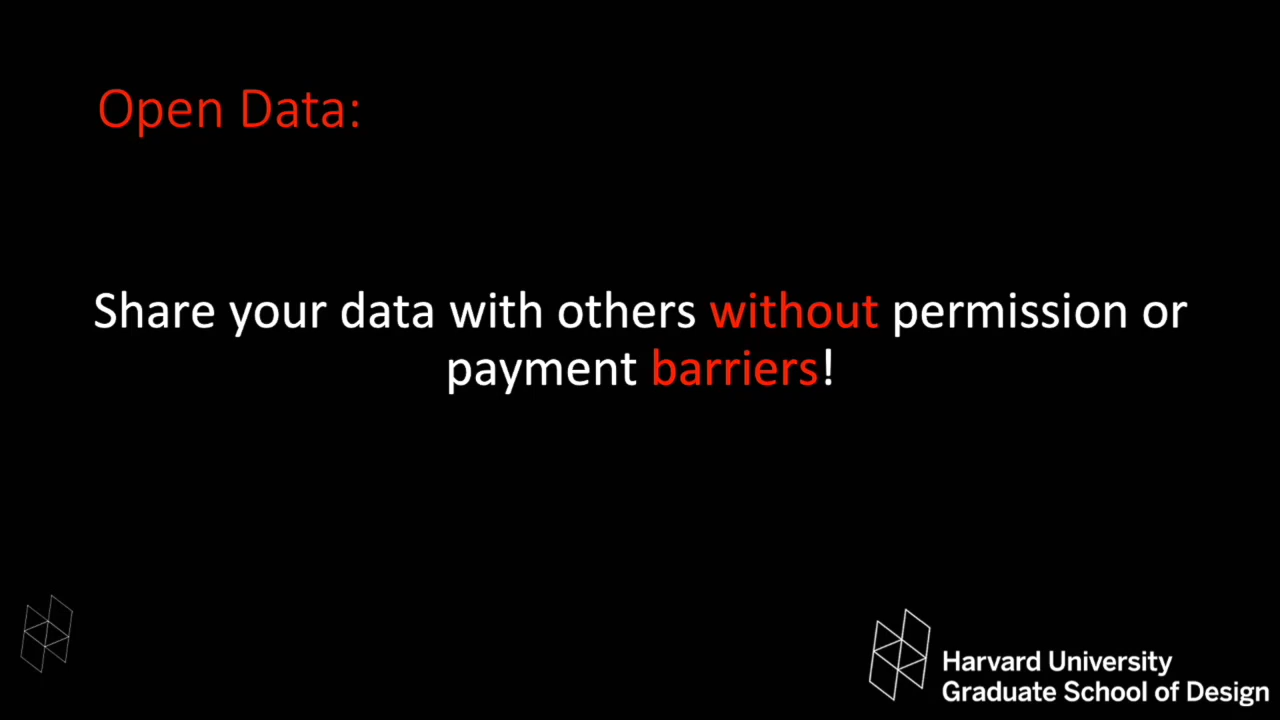 Open Data:
Share your data with others without permission or
payment barriers!
Harvard University
Graduate School of Design